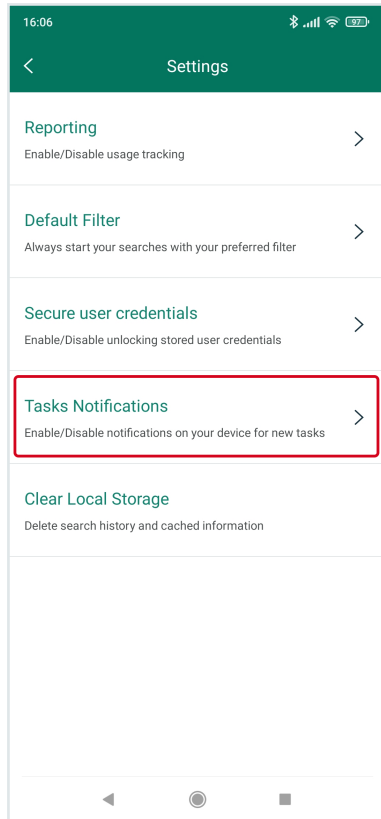 16:06
97
Settings
Reporting
Enable/Disable usage tracking
Default Filter
Always start your searches with your preferred filter
Secure user credentials
Enable/Disable unlocking stored user credentials
Tasks Notifications
Enable/Disable notifications on your device for new tasks
Clear Local Storage
Delete search history and cached information